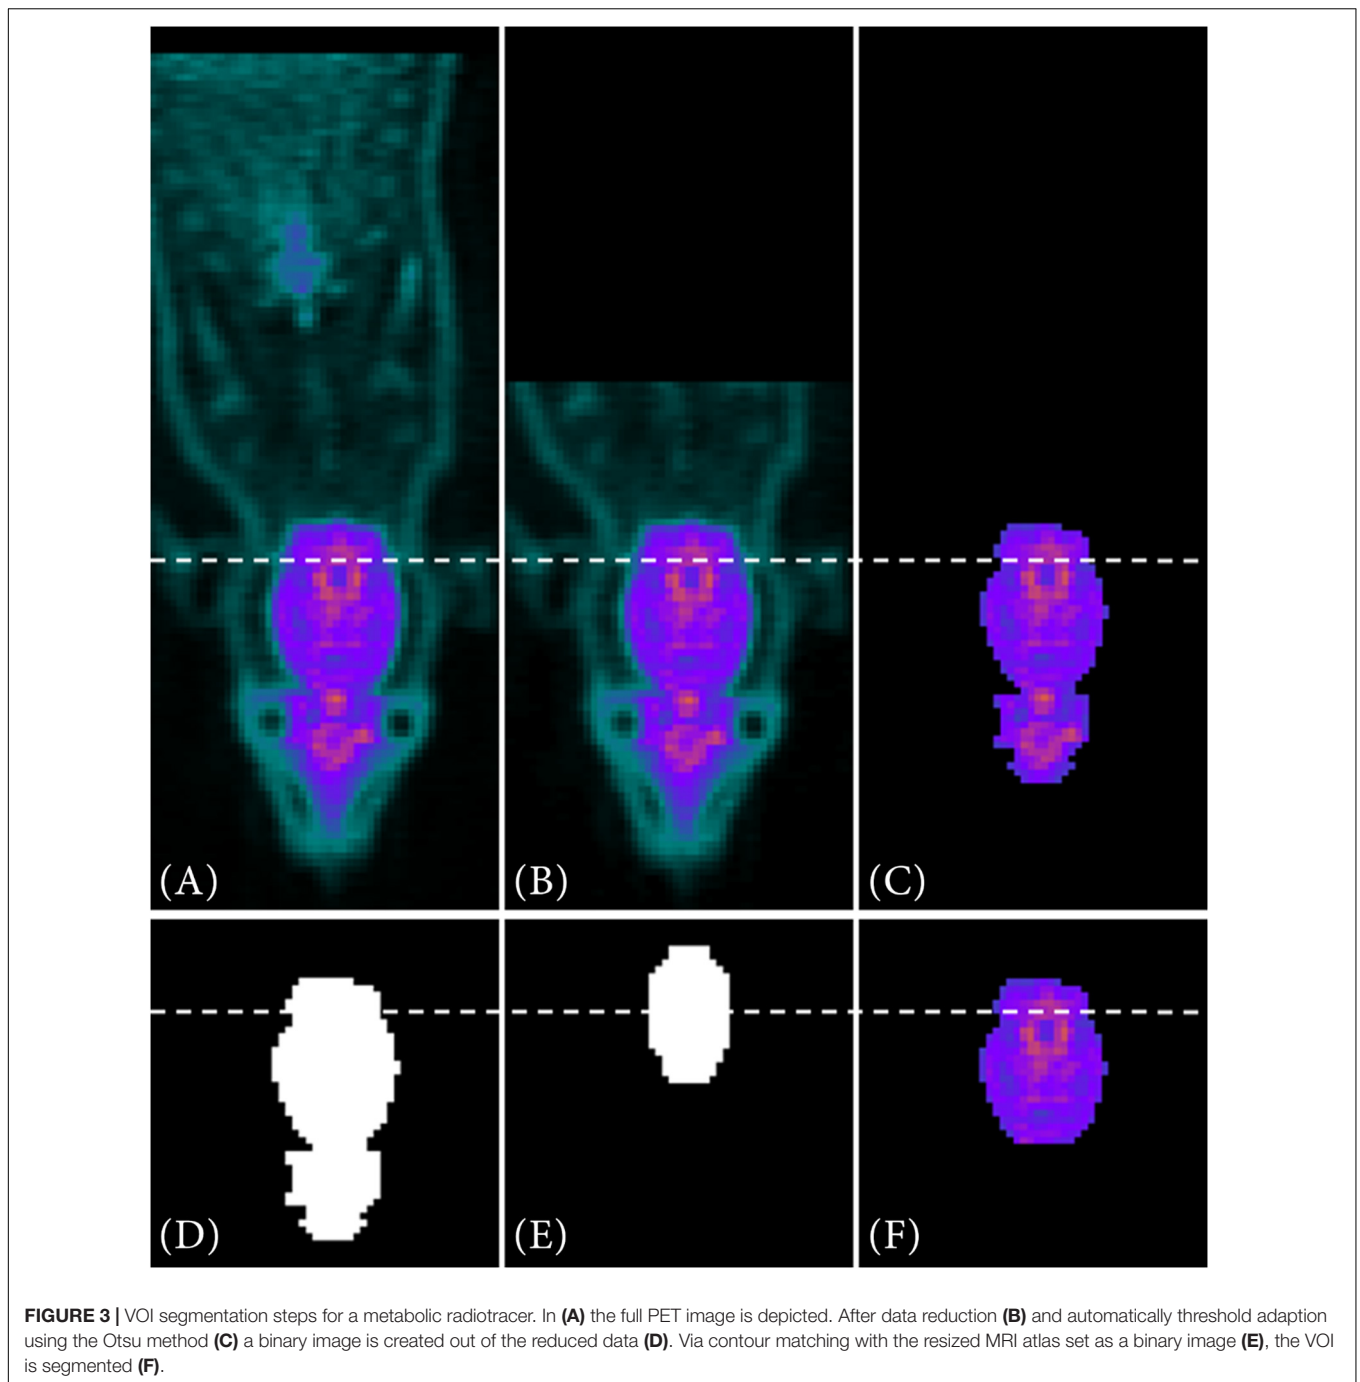 (A)
(B)
(C)
(D)
(E)
(F)
FIGURE 3 | VOI segmentation steps for a metabolic radiotracer. In (A) the full PET image is depicted. After data reduction (B) and automatically threshold adaption
using the Otsu method (C) a binary image is created out of the reduced data (D). Via contour matching with the resized MRI atlas set as a binary image (E), the VOI
is segmented (F).